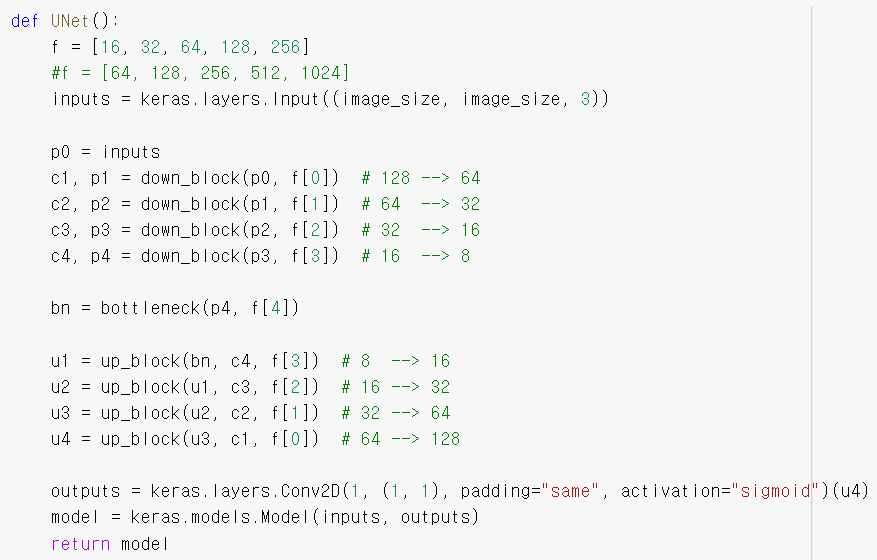 def UNet():
    f = [16, 32, 64, 128, 256]
    #f = [64, 128, 256, 512, 1024]
    inputs = keras.layers.Input((image_size, image_size, 3))

    p0 = inputs
    c1, p1 = down_block(p0, f[0])  # 128 --> 64
    c2, p2 = down_block(p1, f[1])  # 64  --> 32
    c3, p3 = down_block(p2, f[2])  # 32  --> 16
    c4, p4 = down_block(p3, f[3])  # 16  --> 8

    bn = bottleneck(p4, f[4])

    u1 = up_block(bn, c4, f[3])  # 8  --> 16
    u2 = up_block(u1, c3, f[2])  # 16 --> 32
    u3 = up_block(u2, c2, f[1])  # 32 --> 64
    u4 = up_block(u3, c1, f[0])  # 64 --> 128

    outputs = keras.layers.Conv2D(1, (1, 1), padding="same", activation="sigmoid")(u4)
    model = keras.models.Model(inputs, outputs)
    return model